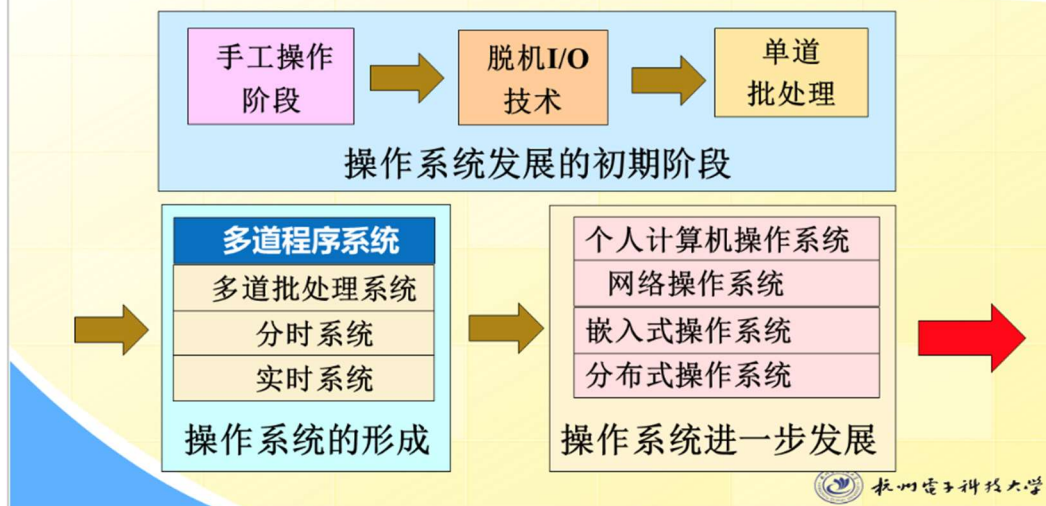 手工操作
阶段
脱机I/O
技术
单道
批处理
操作系统发展的初期阶段
多道程序系统
多道批处理系统
分时系统
实时系统
操作系统的形成
个人计算机操作系统
网络操作系统
嵌入式操作系统
分布式操作系统
操作系统进一步发展
杭州电子科技大学